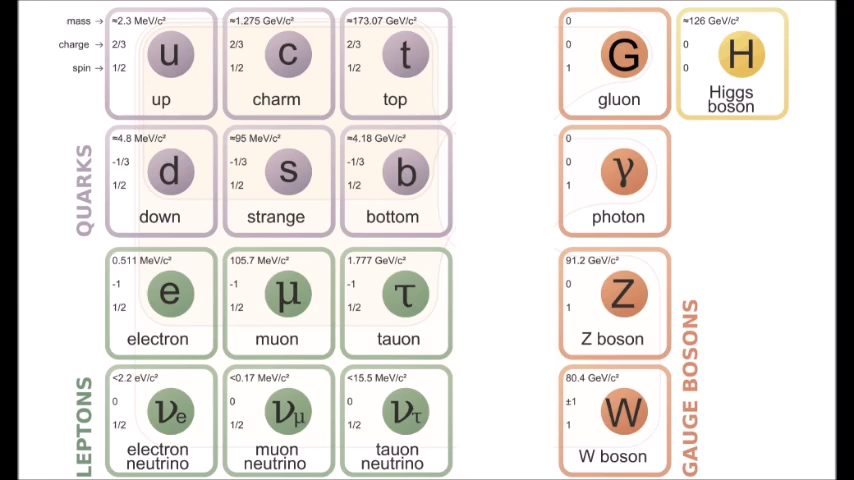 mass → ≈2.3 MeV/c² ≈1.275 GeV/c² ≈173.07 GeV/c² 0 ≈126 GeV/c²
charge → 2/3 2/3 2/3 0 0
spin → 1/2 1/2 1/2 1 0
u c t G H
up charm top gluon Higgs
boson
≈4.8 MeV/c² ≈95 MeV/c² ≈4.18 GeV/c² 0
-1/3 -1/3 -1/3 0
1/2 1/2 1/2 1
d s b γ
down strange bottom photon
QUARKS
0.511 MeV/c² 105.7 MeV/c² 1.777 GeV/c² 91.2 GeV/c²
-1 -1 -1 0
1/2 1/2 1/2 1
e μ τ Z
electron muon tauon Z boson
<2.2 eV/c² <0.17 MeV/c² <15.5 MeV/c² 80.4 GeV/c²
0 0 0 ±1
1/2 1/2 1/2 1
νe νμ ντ W
electron muon tauon W boson
neutrino neutrino neutrino
LEPTONS
GAUGE BOSONS